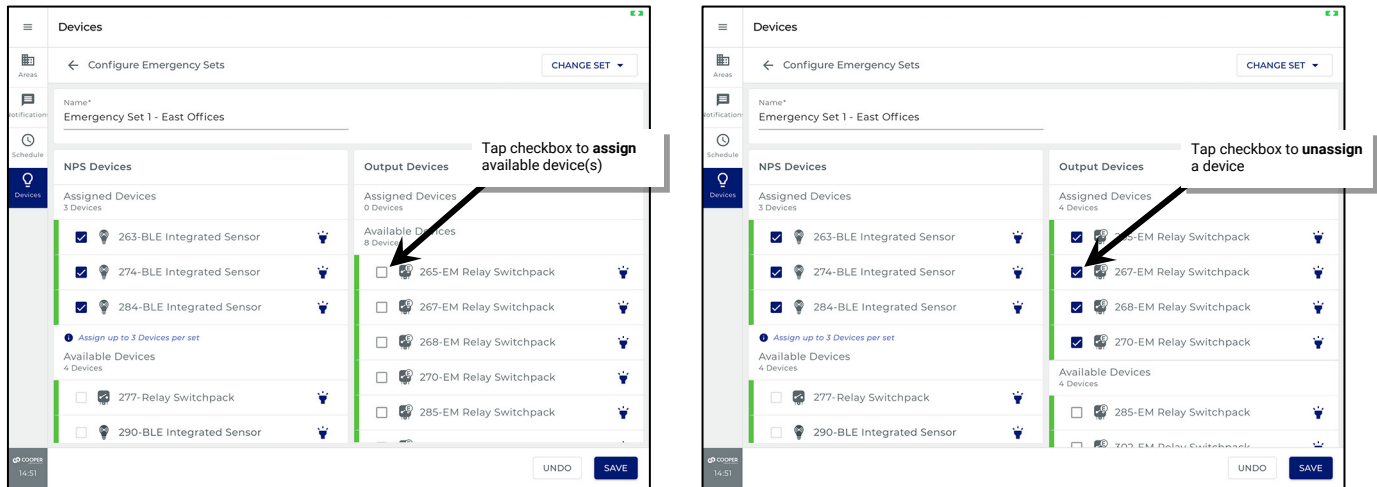 Devices
Configure Emergency Sets
CHANGE SET
Areas
Notifications
Schedule
Devices
Name*
Emergency Set 1 - East Offices
Tap checkbox to assign
available device(s)
NPS Devices
Assigned Devices
3 Devices
263-BLE Integrated Sensor
274-BLE Integrated Sensor
284-BLE Integrated Sensor
Assign up to 3 Devices per set
Available Devices
4 Devices
277-Relay Switchpack
290-BLE Integrated Sensor
Output Devices
Assigned Devices
0 Devices
Available Devices
8 Devices
265-EM Relay Switchpack
267-EM Relay Switchpack
268-EM Relay Switchpack
270-EM Relay Switchpack
285-EM Relay Switchpack
COOPER
14:51
UNDO
SAVE
Devices
Configure Emergency Sets
CHANGE SET
Areas
Notifications
Schedule
Devices
Name*
Emergency Set 1 - East Offices
Tap checkbox to unassign
a device
NPS Devices
Assigned Devices
3 Devices
263-BLE Integrated Sensor
274-BLE Integrated Sensor
284-BLE Integrated Sensor
Assign up to 3 Devices per set
Available Devices
4 Devices
277-Relay Switchpack
290-BLE Integrated Sensor
Output Devices
Assigned Devices
4 Devices
265-EM Relay Switchpack
267-EM Relay Switchpack
268-EM Relay Switchpack
270-EM Relay Switchpack
Available Devices
4 Devices
285-EM Relay Switchpack
302-EM Relay Switchpack
COOPER
14:51
UNDO
SAVE